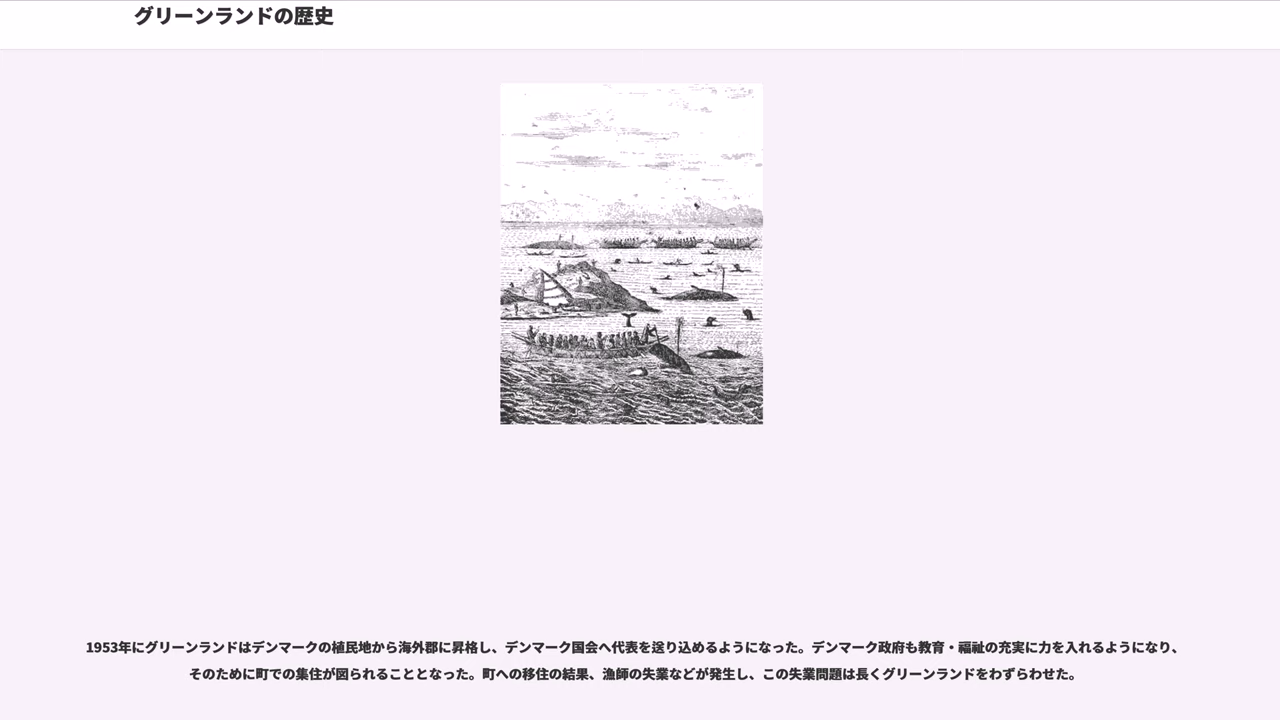 グリーンランドの歴史
1953年にグリーンランドはデンマークの植民地から海外郡に昇格し、デンマーク国会へ代表を送り込めるようになった。デンマーク政府も教育・福祉の充実に力を入れるようになり、
そのために町での集住が図られることとなった。町への移住の結果、漁師の失業などが発生し、この失業問題は長くグリーンランドをわずらわせた。